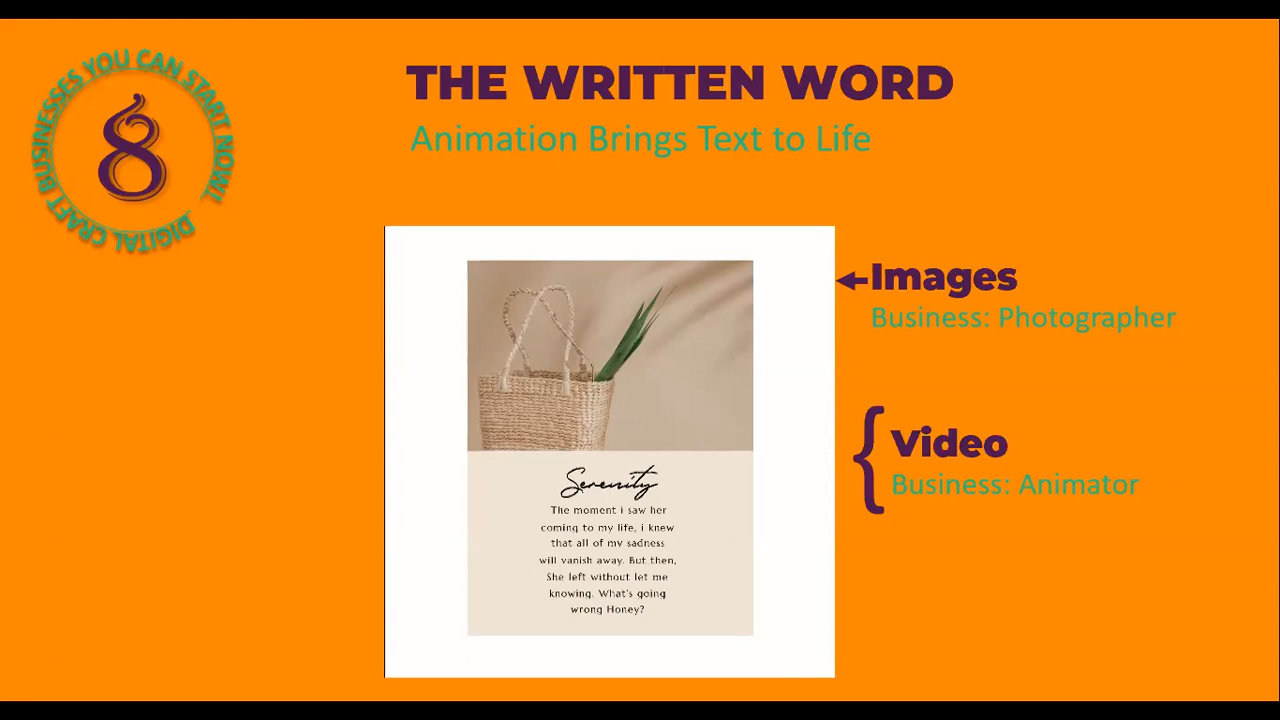 8
DIGITAL CRAFT BUSINESSES YOU CAN START NOW!
THE WRITTEN WORD
Animation Brings Text to Life
Images
Business: Photographer
Video
Business: Animator
Serenity
The moment i saw her
coming to my life, i knew
that all of my sadness
will vanish away. But then,
She left without let me
knowing. What's going
wrong Honey?